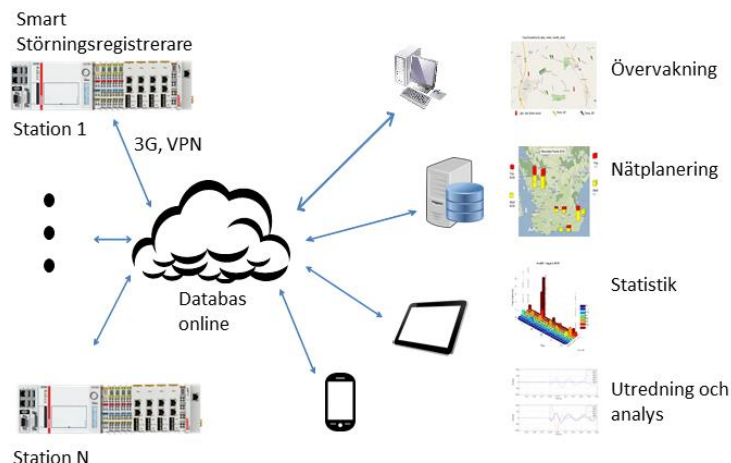 Smart
Störningsregistrerare
Station 1
3G, VPN
Databas
online
Station N
Övervakning
Nätplanering
Statistik
Utredning och
analys